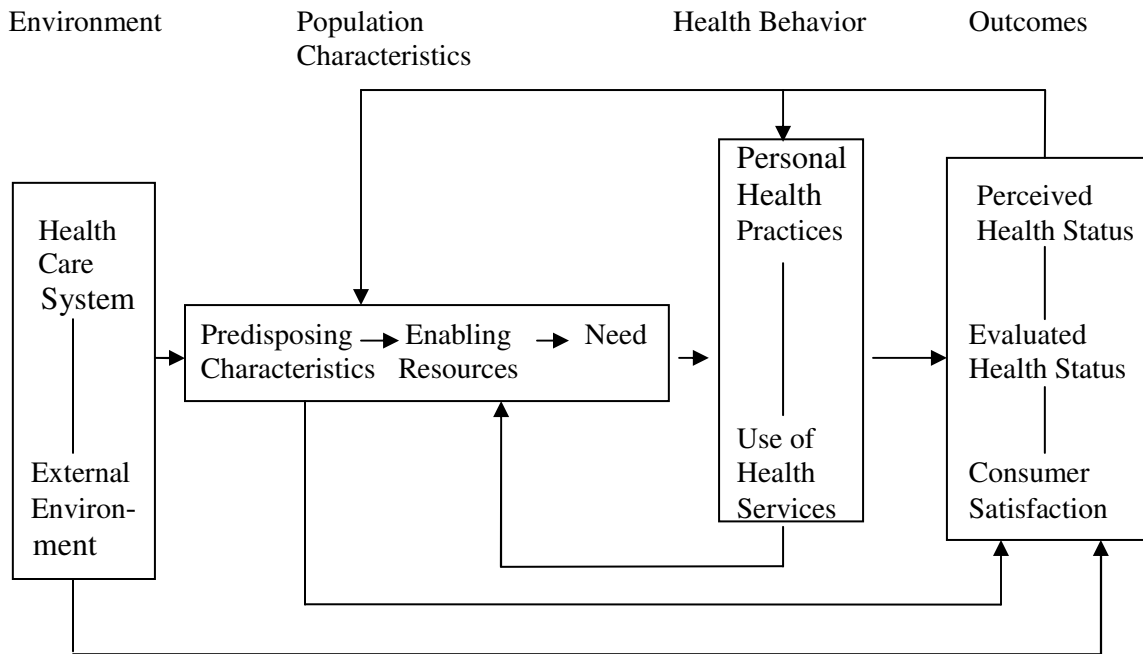 Environment
Population
Characteristics
Health Behavior
Outcomes
Health
Care
System
External
Environ-
ment
Predisposing
Characteristics
Enabling
Resources
Need
Personal
Health
Practices
Use of
Health
Services
Perceived
Health Status
Evaluated
Health Status
Consumer
Satisfaction